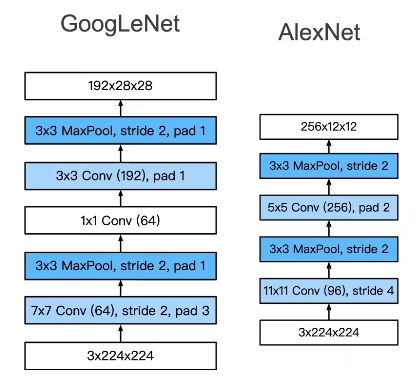 GoogLeNet
192x28x28
3x3 MaxPool, stride 2, pad 1
3x3 Conv (192), pad 1
1x1 Conv (64)
3x3 MaxPool, stride 2, pad 1
7x7 Conv (64), stride 2, pad 3
3x224x224
AlexNet
256x12x12
3x3 MaxPool, stride 2
5x5 Conv (256), pad 2
3x3 MaxPool, stride 2
11x11 Conv (96), stride 4
3x224x224